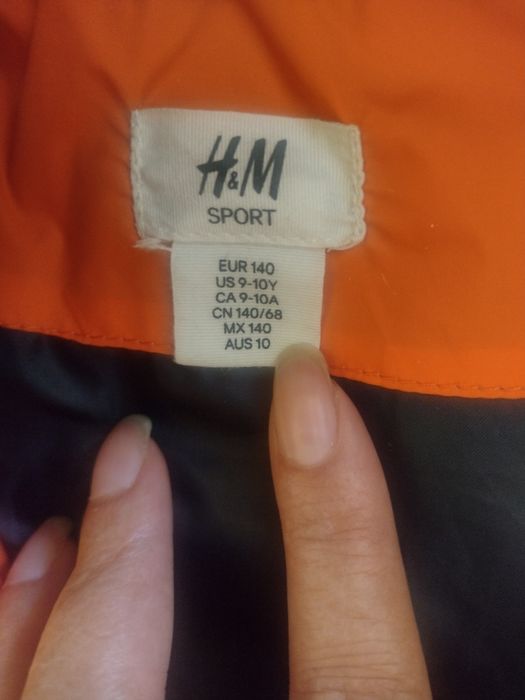 H&M
SPORT
EUR 140
US 9-10Y
CA 9-10A
CN 140/68
MX 140
AUS 10